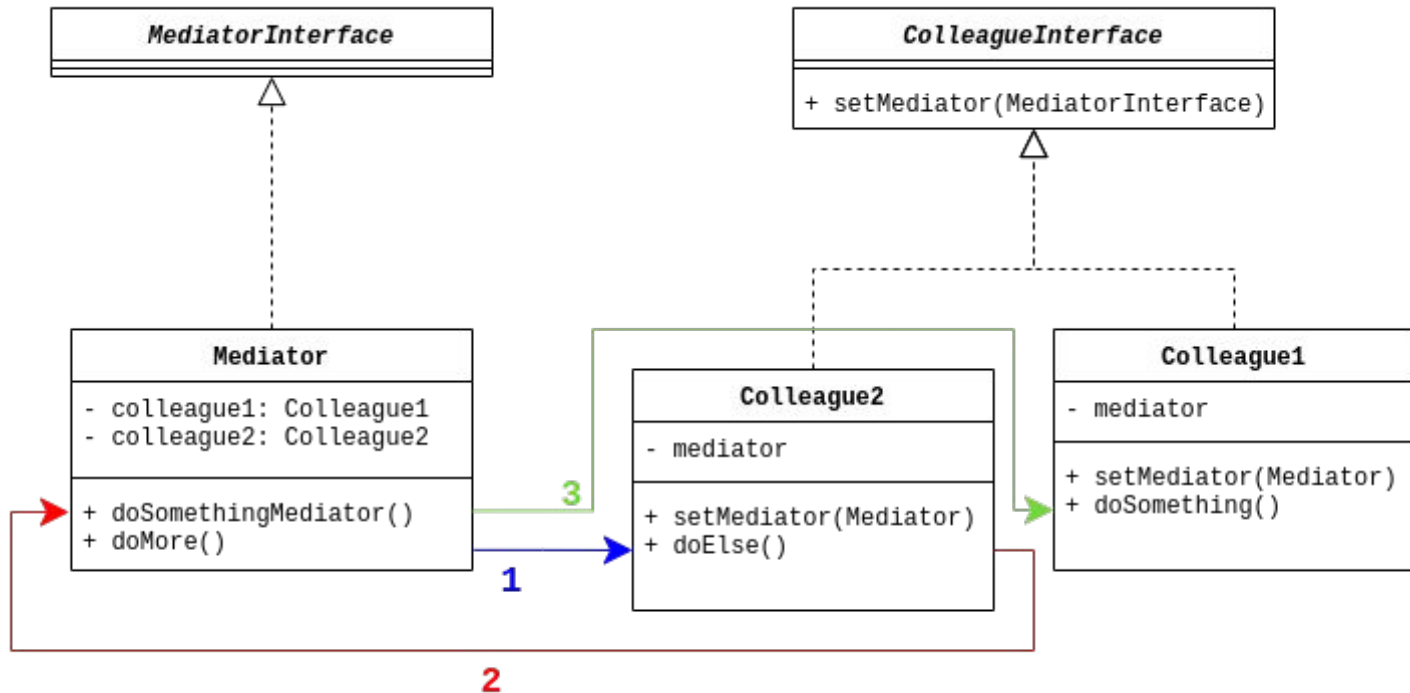 MediatorInterface
ColleagueInterface
+ setMediator(MediatorInterface)
Mediator
- colleague1: Colleague1
- colleague2: Colleague2
+ doSomethingMediator()
+ doMore()
Colleague2
- mediator
+ setMediator(Mediator)
+ doElse()
Colleague1
- mediator
+ setMediator(Mediator)
+ doSomething()
3
1
2